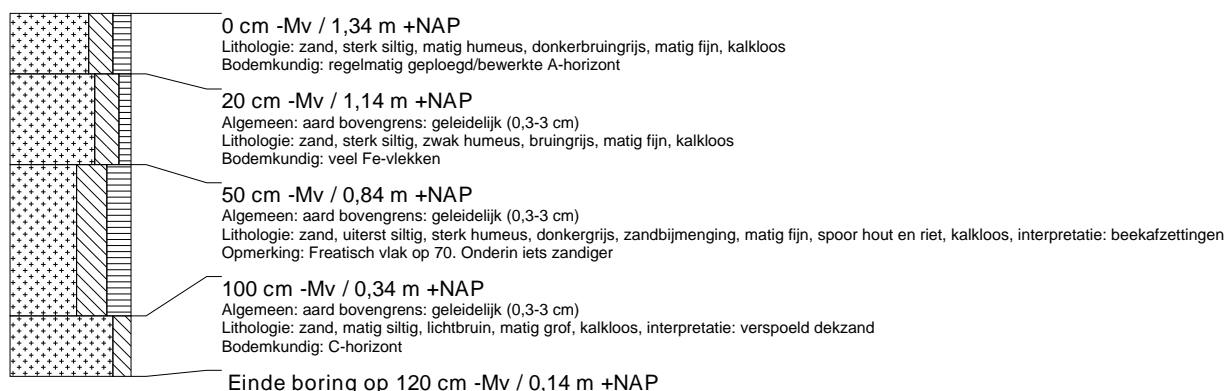 0 cm -Mv / 1,34 m +NAP
Lithologie: zand, sterk siltig, matig humeus, donkerbruingrijs, matig fijn, kalkloos
Bodemkundig: regelmatig geploegd/bewerkte A-horizont
20 cm -Mv / 1,14 m +NAP
Algemeen: aard bovengrens: geleidelijk (0,3-3 cm)
Lithologie: zand, sterk siltig, zwak humeus, bruingrijs, matig fijn, kalkloos
Bodemkundig: veel Fe-vlekken
50 cm -Mv / 0,84 m +NAP
Algemeen: aard bovengrens: geleidelijk (0,3-3 cm)
Lithologie: zand, uiterst siltig, sterk humeus, donkergrijs, zandbijmenging, matig fijn, spoor hout en riet, kalkloos, interpretatie: beekafzettingen
Opmerking: Freatisch vlak op 70. Onderin iets zandiger
100 cm -Mv / 0,34 m +NAP
Algemeen: aard bovengrens: geleidelijk (0,3-3 cm)
Lithologie: zand, matig siltig, lichtbruin, matig grof, kalkloos, interpretatie: verspoeld dekzand
Bodemkundig: C-horizont
Einde boring op 120 cm -Mv / 0,14 m +NAP